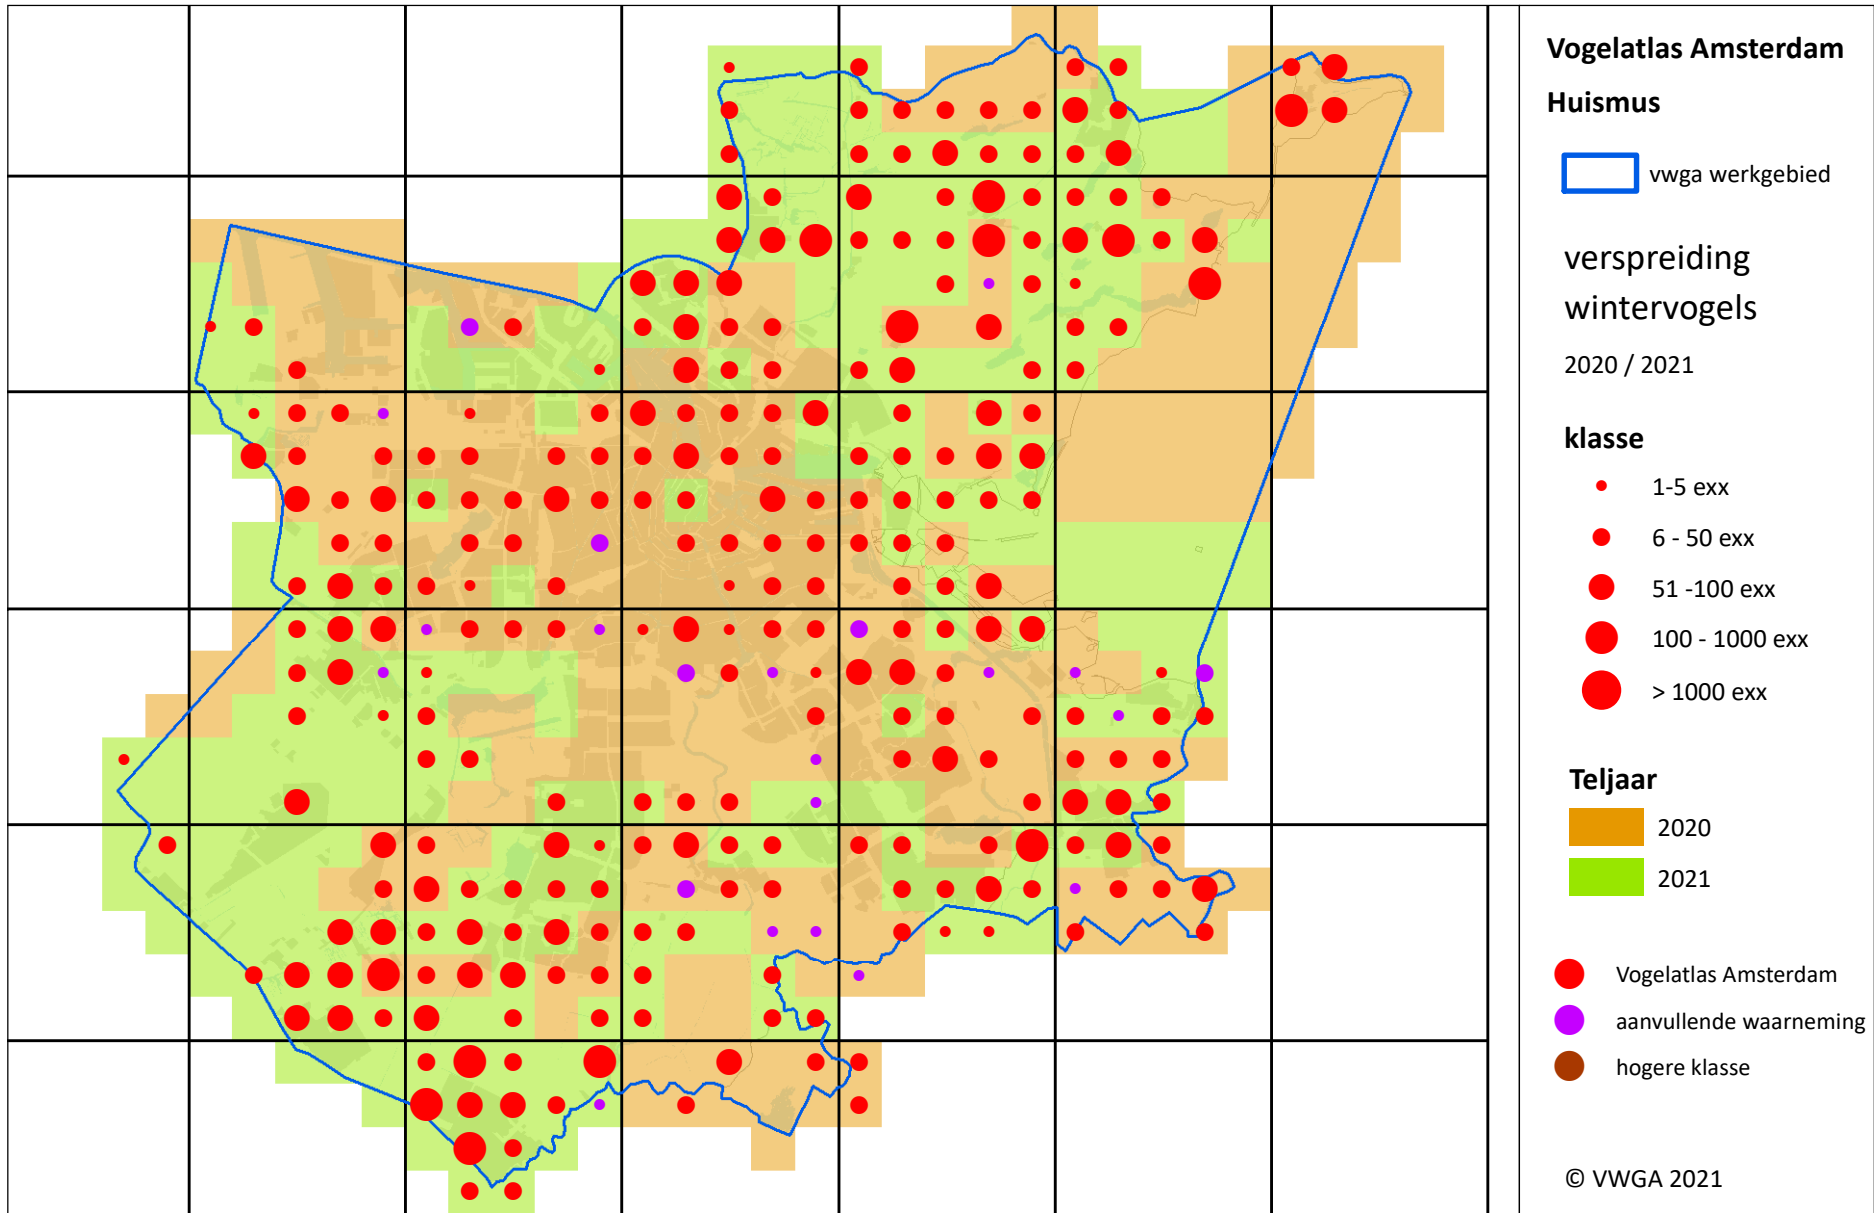 Vogelatlas Amsterdam
Huismus
vwga werkgebied
verspreiding
wintervogels
2020 / 2021
klasse
1-5 exx
6 - 50 exx
51 -100 exx
100 - 1000 exx
> 1000 exx
Teljaar
2020
2021
Vogelatlas Amsterdam
aanvullende waarneming
hogere klasse
© VWGA 2021